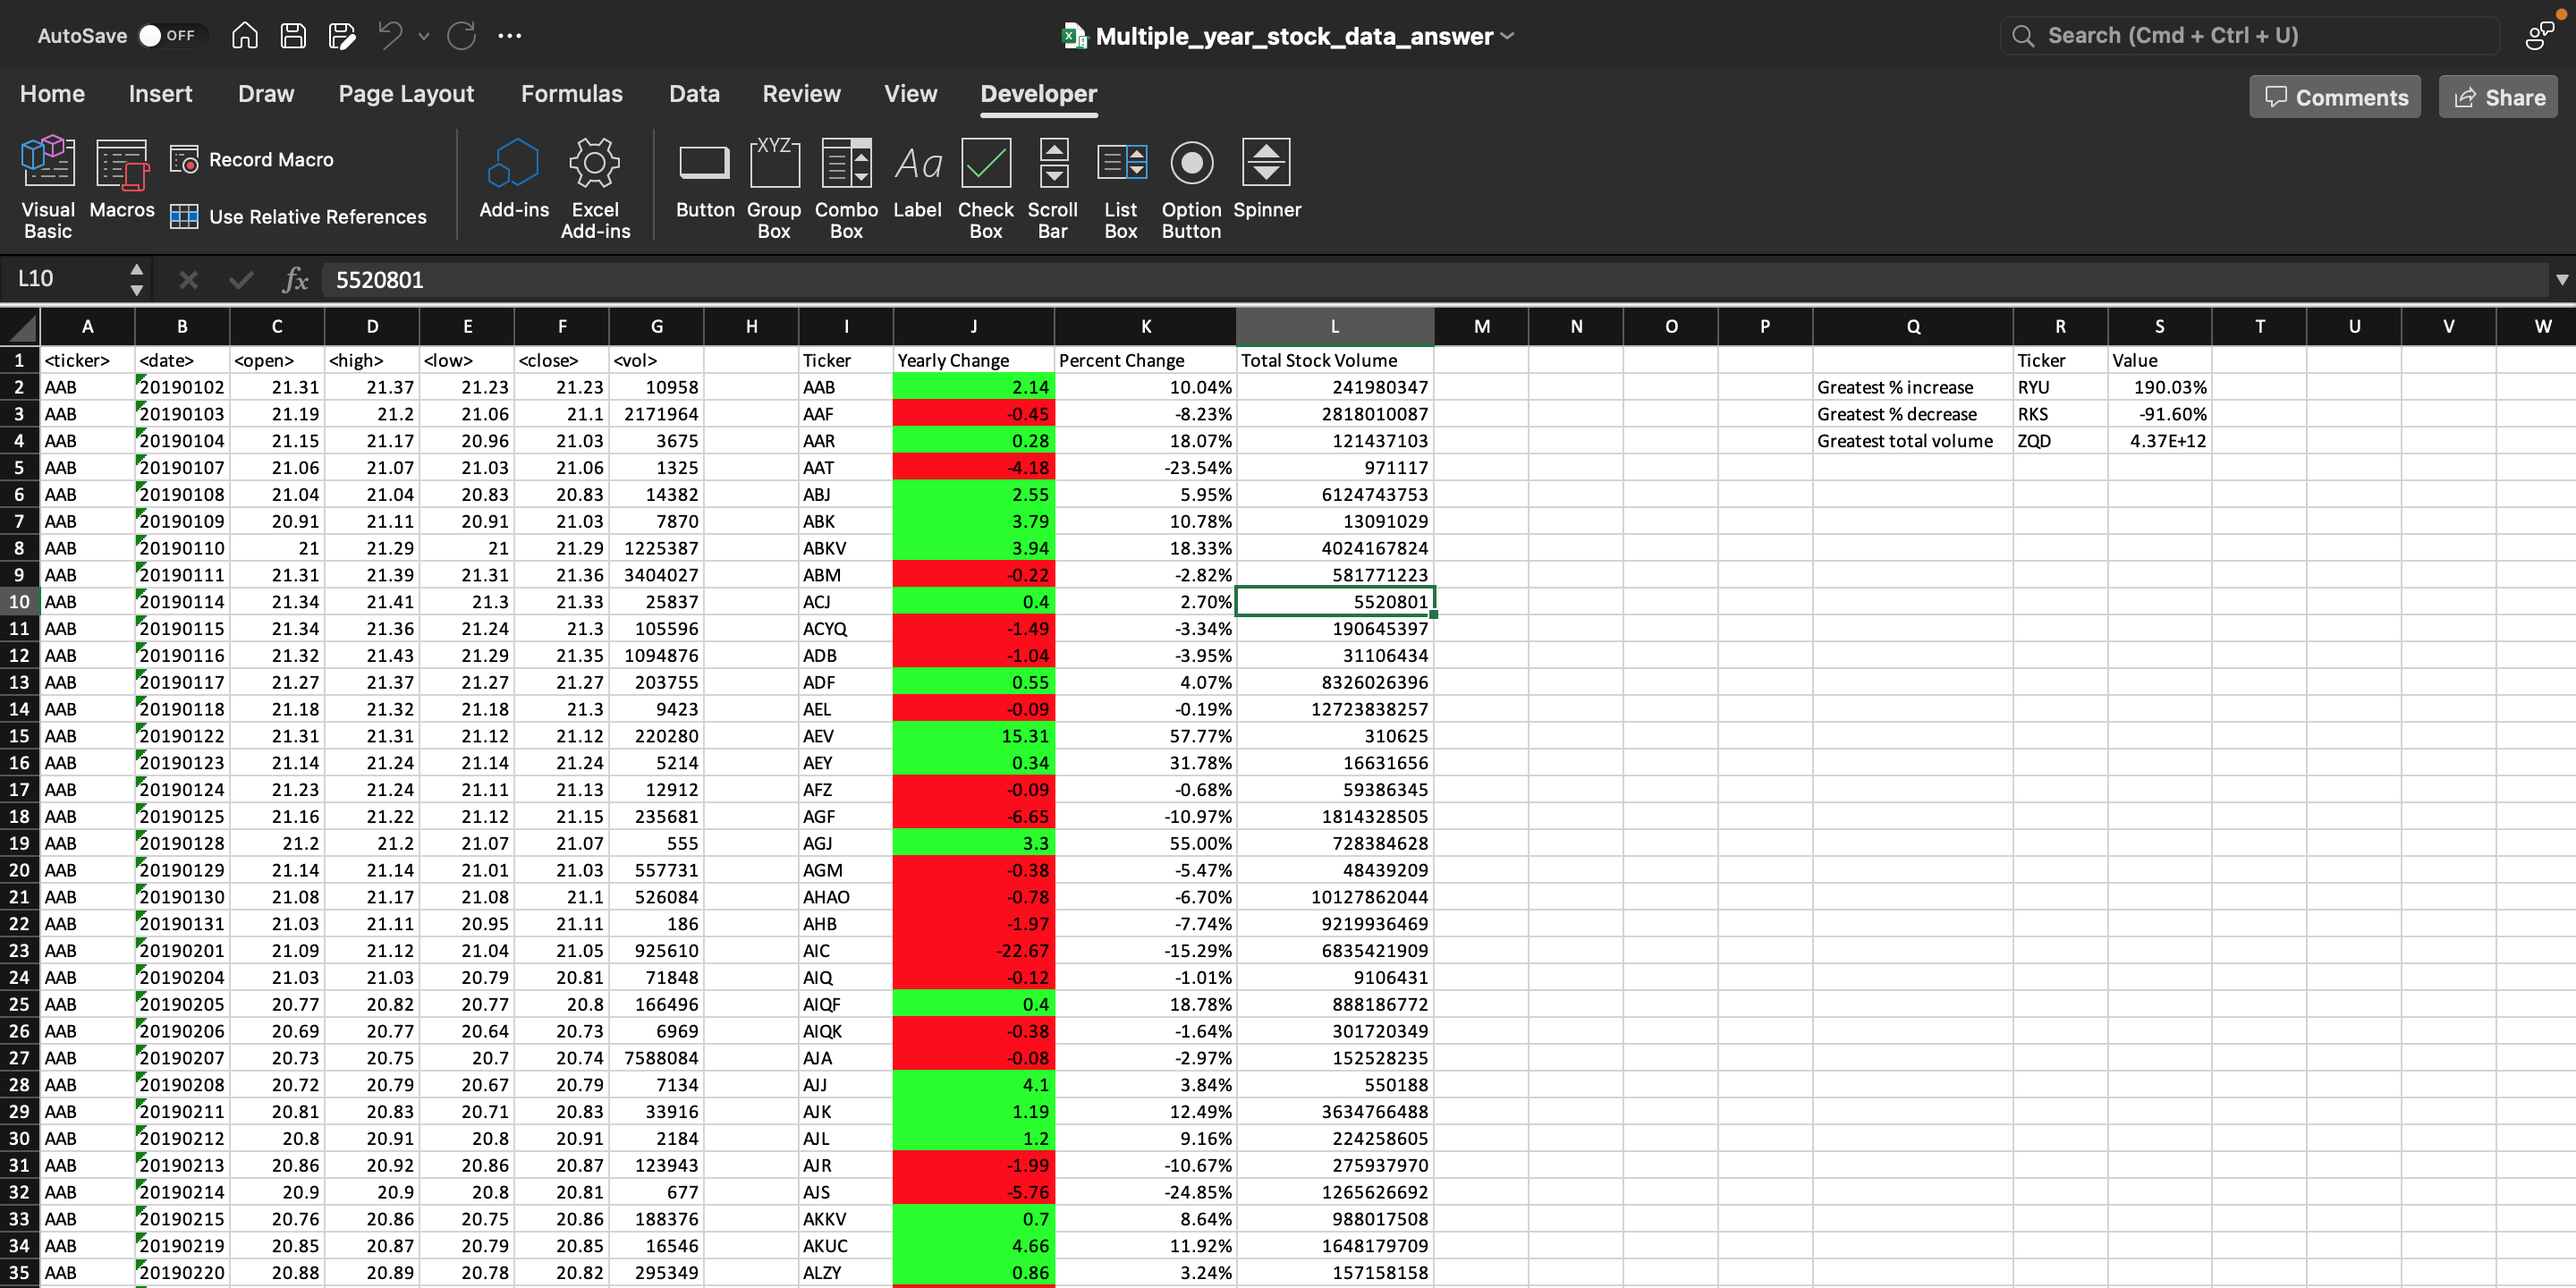 AutoSave OFF Multiple_year_stock_data_answer Search (Cmd + Ctrl + U)
Home Insert Draw Page Layout Formulas Data Review View Developer Comments Share
Visual Basic Macros Record Macro Use Relative References Add-ins Excel Add-ins Button XYZ Group Box Combo Box Aa Label Check Box Scroll Bar List Box Option Button Spinner
L10 fx 5520801
A B C D E F G H I J K L M N O P Q R S T U V W
1 <ticker> <date> <open> <high> <low> <close> <vol> Ticker Yearly Change Percent Change Total Stock Volume Ticker Value
2 AAB 20190102 21.31 21.37 21.23 21.23 10958 AAB 2.14 10.04% 241980347 Greatest % increase RYU 190.03%
3 AAB 20190103 21.19 21.2 21.06 21.1 2171964 AAF -0.45 -8.23% 2818010087 Greatest % decrease RKS -91.60%
4 AAB 20190104 21.15 21.17 20.96 21.03 3675 AAR 0.28 18.07% 121437103 Greatest total volume ZQD 4.37E+12
5 AAB 20190107 21.06 21.07 21.03 21.06 1325 AAT -4.18 -23.54% 971117
6 AAB 20190108 21.04 21.04 20.83 20.83 14382 ABJ 2.55 5.95% 6124743753
7 AAB 20190109 20.91 21.11 20.91 21.03 7870 ABK 3.79 10.78% 13091029
8 AAB 20190110 21 21.29 21 21.29 1225387 ABKV 3.94 18.33% 4024167824
9 AAB 20190111 21.31 21.39 21.31 21.36 3404027 ABM -0.22 -2.82% 581771223
10 AAB 20190114 21.34 21.41 21.3 21.33 25837 ACJ 0.4 2.70% 5520801
11 AAB 20190115 21.34 21.36 21.24 21.3 105596 ACYQ -1.49 -3.34% 190645397
12 AAB 20190116 21.32 21.43 21.29 21.35 1094876 ADB -1.04 -3.95% 31106434
13 AAB 20190117 21.27 21.37 21.27 21.27 203755 ADF 0.55 4.07% 8326026396
14 AAB 20190118 21.18 21.32 21.18 21.3 9423 AEL -0.09 -0.19% 12723838257
15 AAB 20190122 21.31 21.31 21.12 21.12 220280 AEV 15.31 57.77% 310625
16 AAB 20190123 21.14 21.24 21.14 21.24 5214 AEY 0.34 31.78% 16631656
17 AAB 20190124 21.23 21.24 21.11 21.13 12912 AFZ -0.09 -0.68% 59386345
18 AAB 20190125 21.16 21.22 21.12 21.15 235681 AGF -6.65 -10.97% 1814328505
19 AAB 20190128 21.2 21.2 21.07 21.07 555 AGJ 3.3 55.00% 728384628
20 AAB 20190129 21.14 21.14 21.01 21.03 557731 AGM -0.38 -5.47% 48439209
21 AAB 20190130 21.08 21.17 21.08 21.1 526084 AHAO -0.78 -6.70% 10127862044
22 AAB 20190131 21.03 21.11 20.95 21.11 186 AHB -1.97 -7.74% 9219936469
23 AAB 20190201 21.09 21.12 21.04 21.05 925610 AIC -22.67 -15.29% 6835421909
24 AAB 20190204 21.03 21.03 20.79 20.81 71848 AIQ -0.12 -1.01% 9106431
25 AAB 20190205 20.77 20.82 20.77 20.8 166496 AIQF 0.4 18.78% 888186772
26 AAB 20190206 20.69 20.77 20.64 20.73 6969 AIQK -0.38 -1.64% 301720349
27 AAB 20190207 20.73 20.75 20.7 20.74 7588084 AJA -0.08 -2.97% 152528235
28 AAB 20190208 20.72 20.79 20.67 20.79 7134 AJJ 4.1 3.84% 550188
29 AAB 20190211 20.81 20.83 20.71 20.83 33916 AJK 1.19 12.49% 3634766488
30 AAB 20190212 20.8 20.91 20.8 20.91 2184 AJL 1.2 9.16% 224258605
31 AAB 20190213 20.86 20.92 20.86 20.87 123943 AJR -1.99 -10.67% 275937970
32 AAB 20190214 20.9 20.9 20.8 20.81 677 AJS -5.76 -24.85% 1265626692
33 AAB 20190215 20.76 20.86 20.75 20.86 188376 AKKV 0.7 8.64% 988017508
34 AAB 20190219 20.85 20.87 20.79 20.85 16546 AKUC 4.66 11.92% 1648179709
35 AAB 20190220 20.88 20.89 20.78 20.82 295349 ALZY 0.86 3.24% 157158158